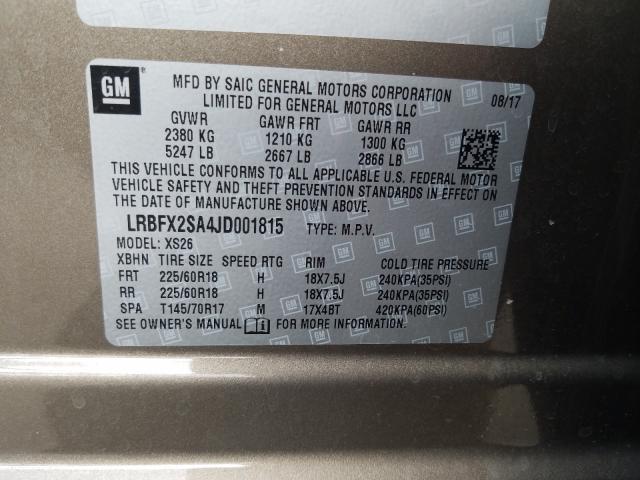 GM
MFD BY SAIC GENERAL MOTORS CORPORATION
LIMITED FOR GENERAL MOTORS LLC
08/17
GVWR GAWR FRT GAWR RR
2380 KG 1210 KG 1300 KG
5247 LB 2667 LB 2866 LB
THIS VEHICLE CONFORMS TO ALL APPLICABLE U.S. FEDERAL MOTOR
VEHICLE SAFETY AND THEFT PREVENTION STANDARDS IN EFFECT ON
THE DATE OF MANUFACTURE SHOWN ABOVE.
LRBFX2SA4JD001815 TYPE: M.P.V.
MODEL: XS26
XBHN TIRE SIZE SPEED RTG RIM COLD TIRE PRESSURE
FRT 225/60R18 H 18X7.5J 240KPA(35PSI)
RR 225/60R18 H 18X7.5J 240KPA(35PSI)
SPA T145/70R17 M 17X4BT 420KPA(60PSI)
SEE OWNER'S MANUAL FOR MORE INFORMATION.